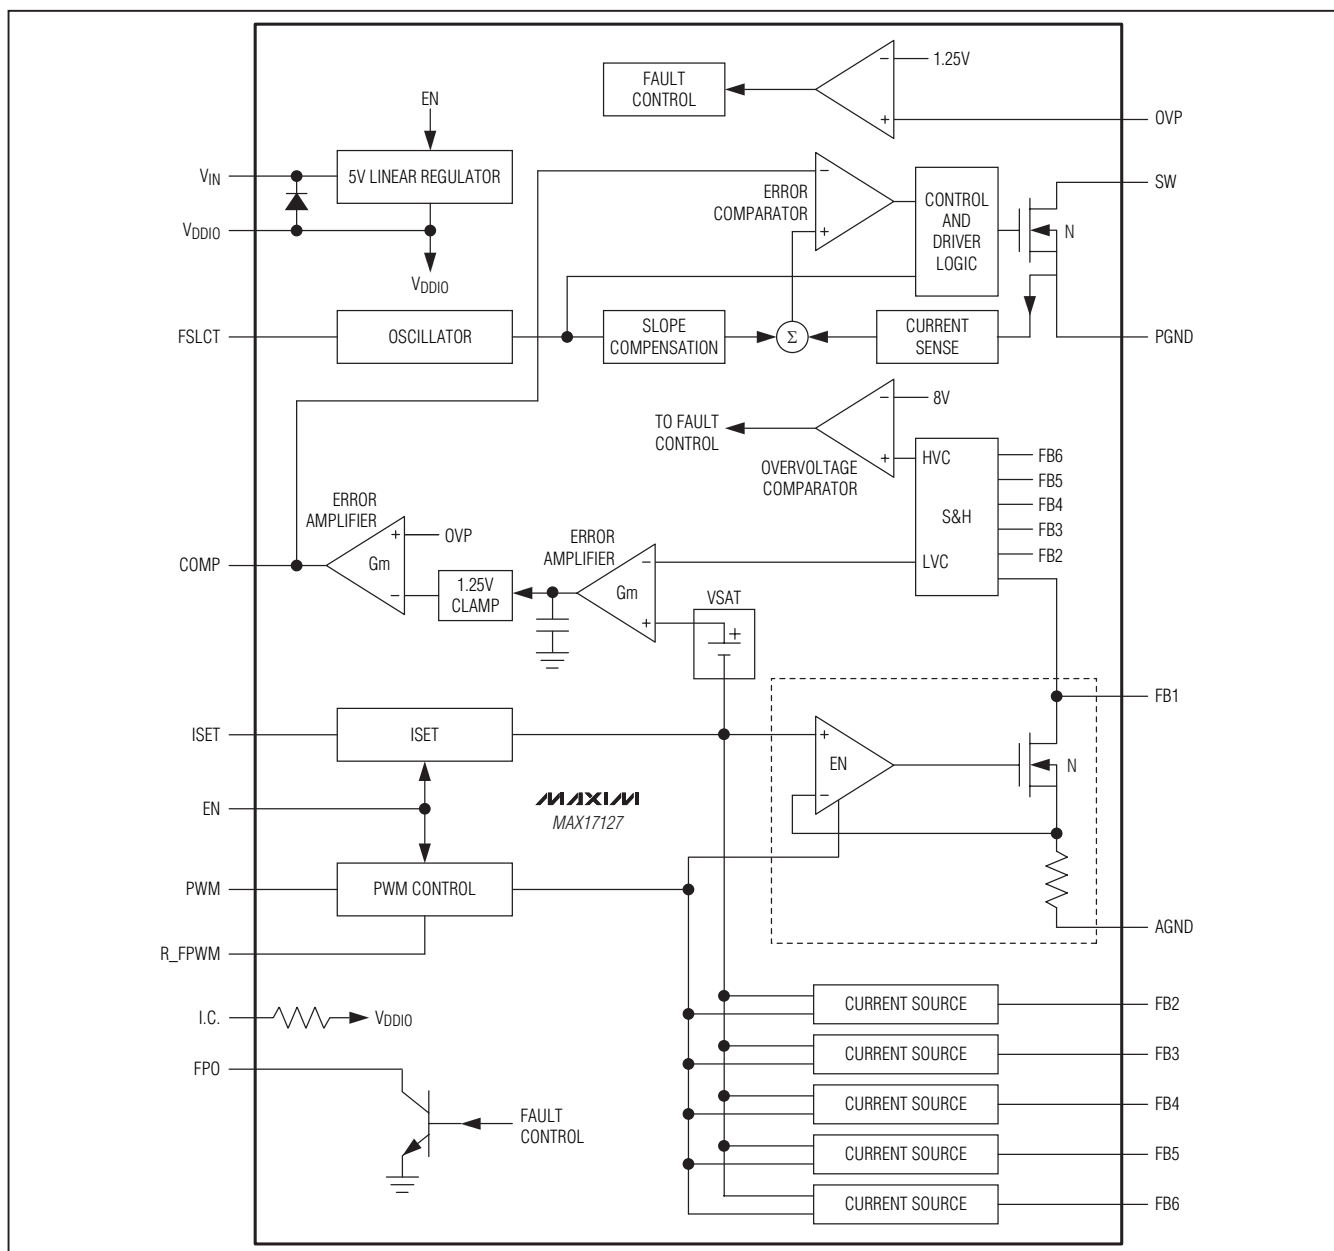 1.25V
FAULT
CONTROL
−
+
OVP
EN
VIN
5V LINEAR REGULATOR
VDDIO
VDDIO
ERROR
COMPARATOR
−
+
CONTROL
AND
DRIVER
LOGIC
SW
N
FSLCT
OSCILLATOR
SLOPE
COMPENSATION
Σ
CURRENT
SENSE
PGND
8V
−
+
TO FAULT
CONTROL
OVERVOLTAGE
COMPARATOR
HVC
S&H
LVC
FB6
FB5
FB4
FB3
FB2
ERROR
AMPLIFIER
+
OVP
Gm
−
COMP
1.25V
CLAMP
ERROR
AMPLIFIER
−
Gm
+
VSAT
+
FB1
ISET
ISET
+
EN
−
N
EN
MAXIM
MAX17127
PWM
PWM CONTROL
R_FPWM
AGND
I.C.
VDDIO
FPO
FAULT
CONTROL
CURRENT SOURCE
FB2
CURRENT SOURCE
FB3
CURRENT SOURCE
FB4
CURRENT SOURCE
FB5
CURRENT SOURCE
FB6